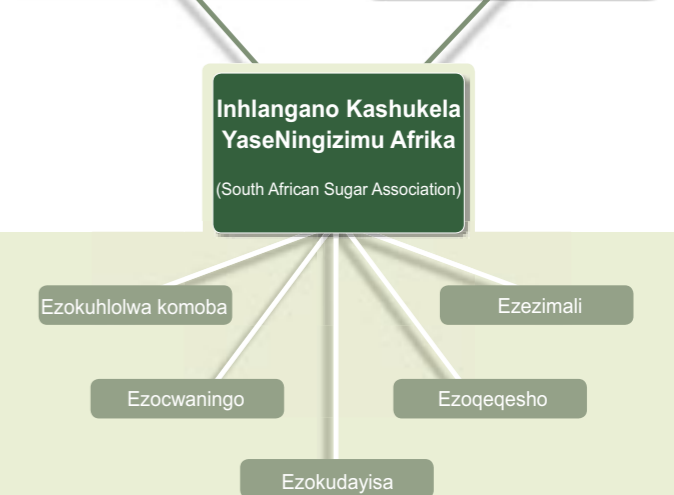 Inhlangano Kashukela
YaseNingizimu Afrika
(South African Sugar Association)
Ezokuhlolwa komoba
Ezezimali
Ezocwaningo
Ezoqeqesho
Ezokudayisa